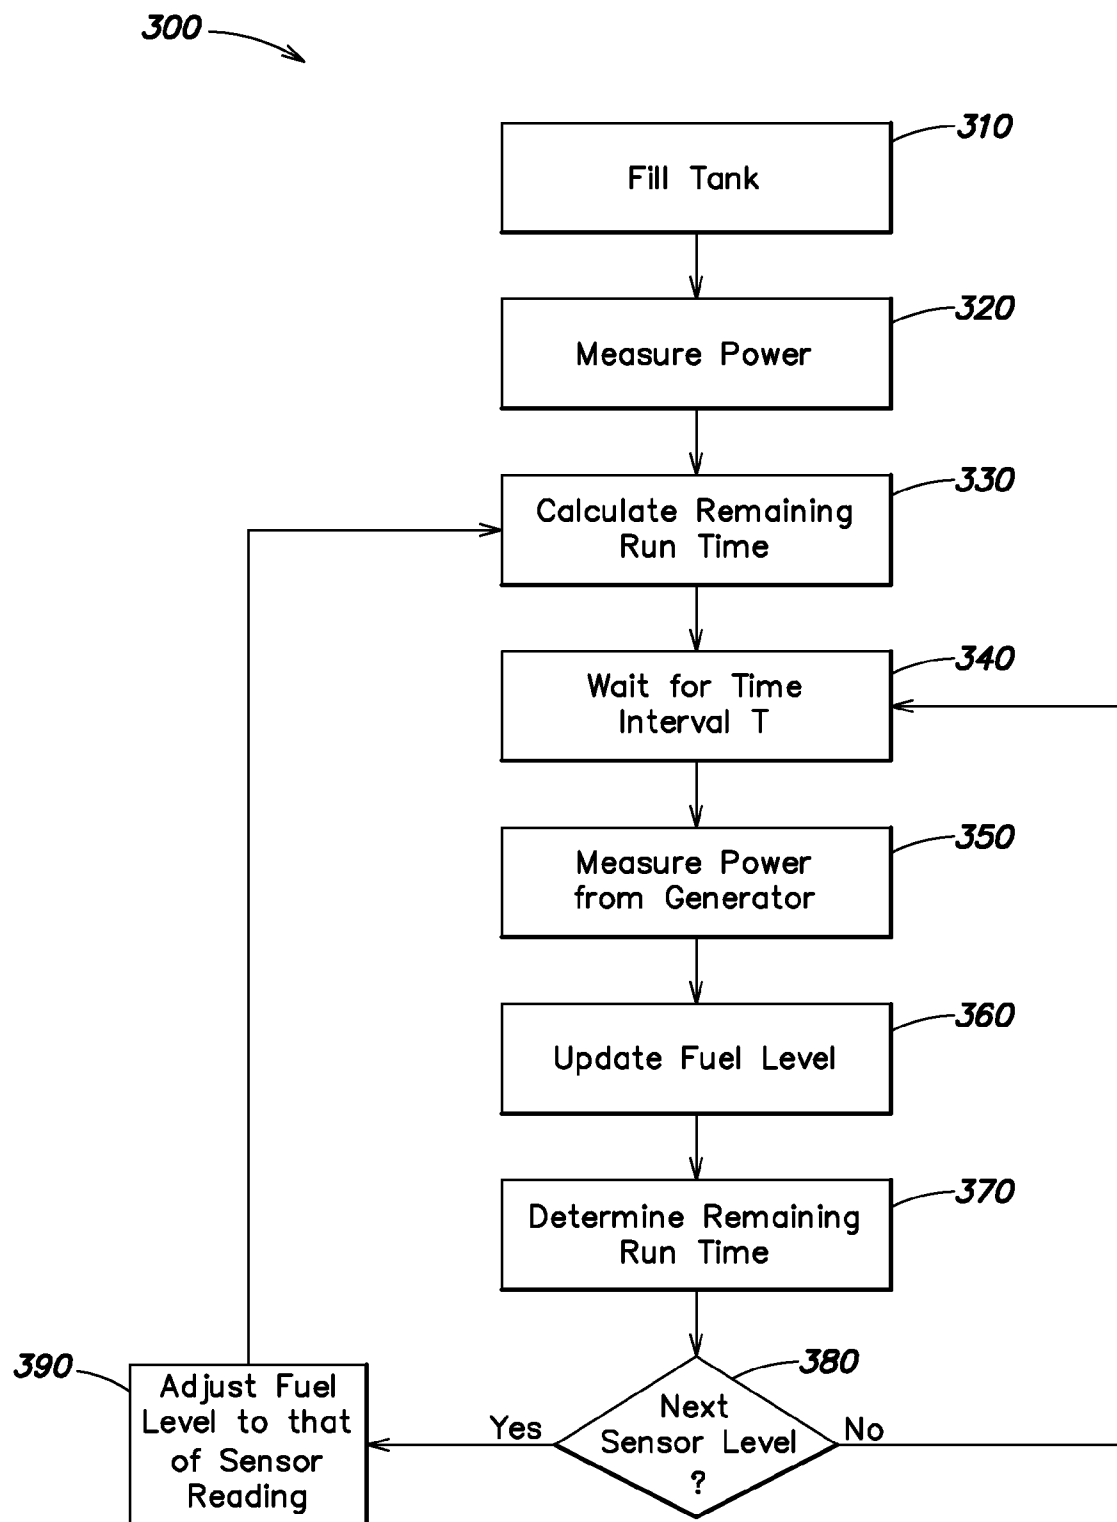 300
310
Fill Tank
320
Measure Power
330
Calculate Remaining
Run Time
340
Wait for Time
Interval T
350
Measure Power
from Generator
360
Update Fuel Level
370
Determine Remaining
Run Time
380
Next
Sensor Level
?
Yes
No
390
Adjust Fuel
Level to that
of Sensor
Reading